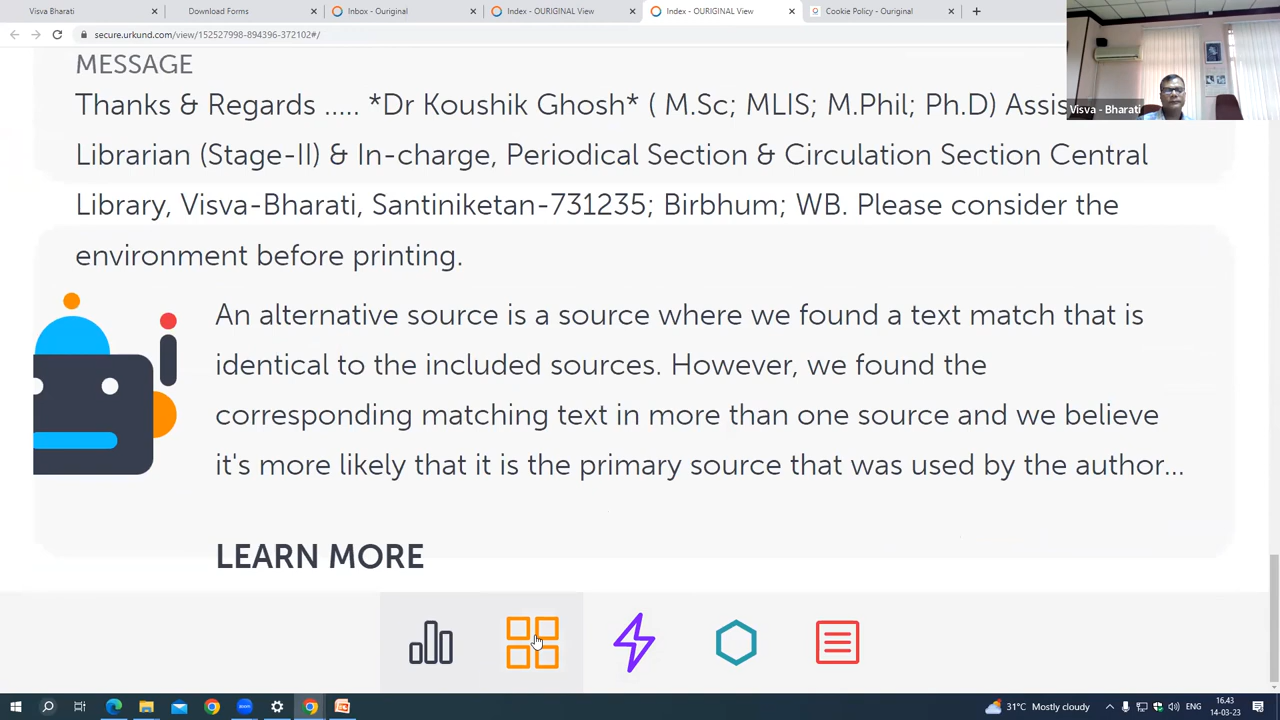 Visva Bharati
Download Forms
Inbox - Ouriginal
Index - OURIGINAL View
Index - OURIGINAL View
Cookie Policy - Ouriginal
secure.urkund.com/view/152527998-894396-372102#/
MESSAGE
Thanks & Regards ..... *Dr Koushik Ghosh* ( M.Sc; MLIS; M.Phil; Ph.D) Assis
Visva - Bharati
Librarian (Stage-II) & In-charge, Periodical Section & Circulation Section Central
Library, Visva-Bharati, Santiniketan-731235; Birbhum; WB. Please consider the
environment before printing.
An alternative source is a source where we found a text match that is
identical to the included sources. However, we found the
corresponding matching text in more than one source and we believe
it's more likely that it is the primary source that was used by the author...
LEARN MORE
31°C Mostly cloudy
ENG
16.43
14-03-23